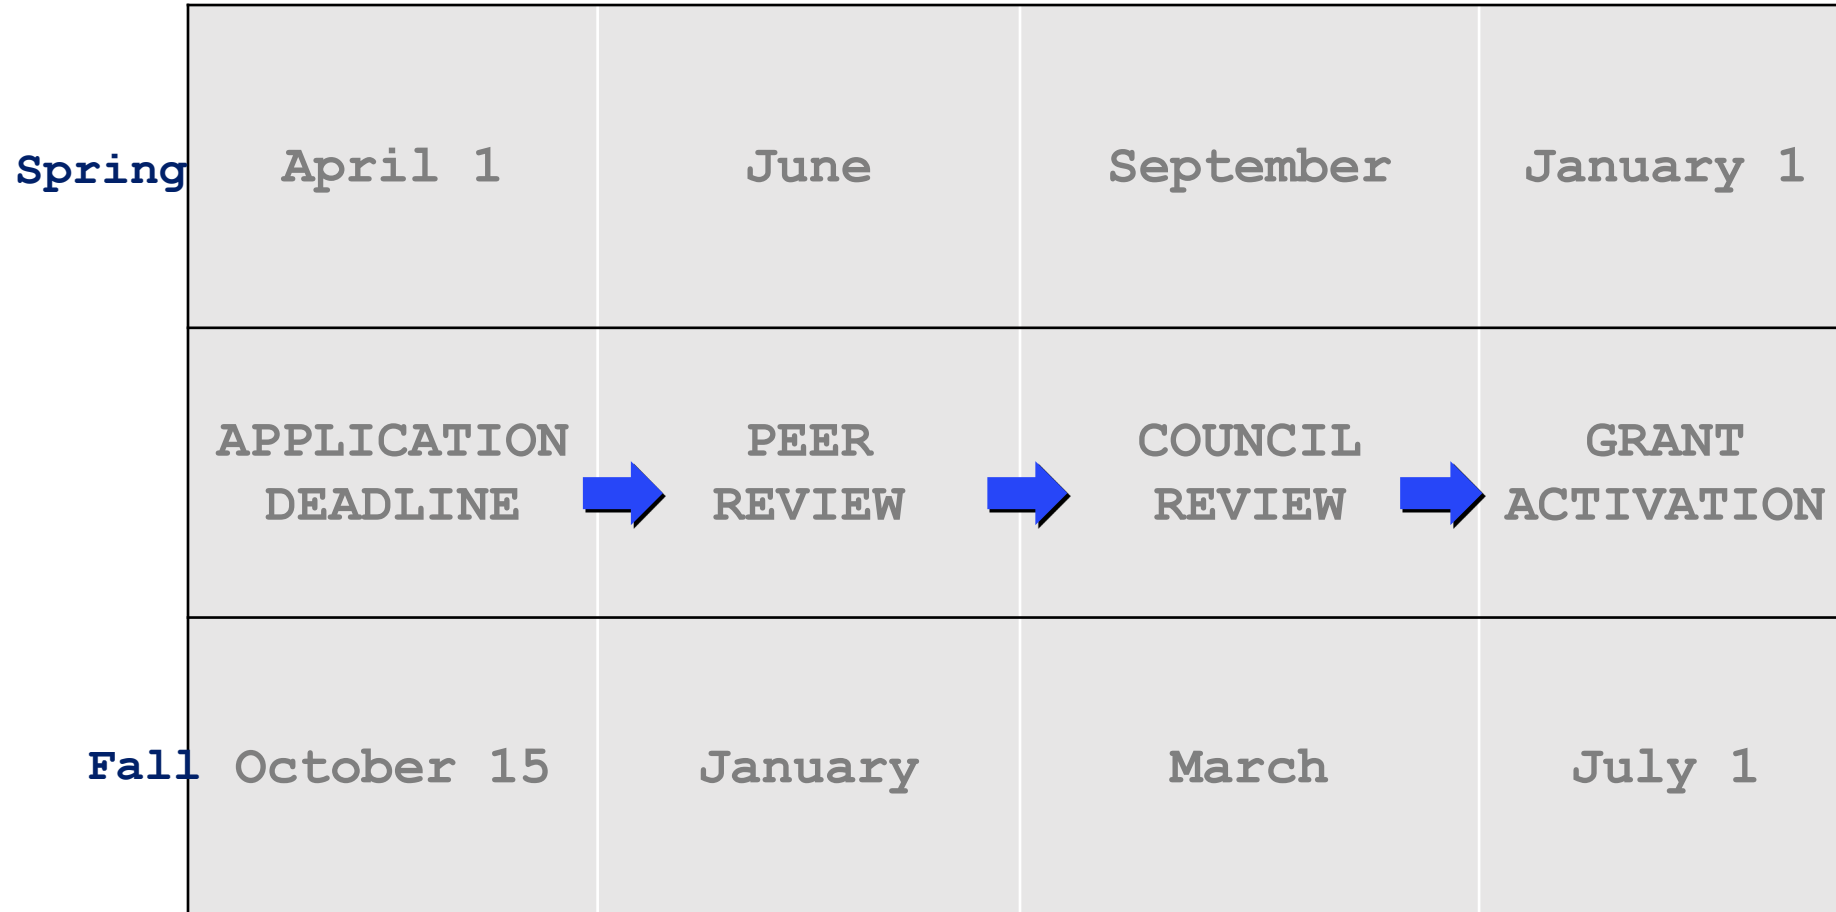 Spring April 1 June September January 1
APPLICATION PEER COUNCIL GRANT
DEADLINE REVIEW REVIEW ACTIVATION
Fall October 15 January March July 1